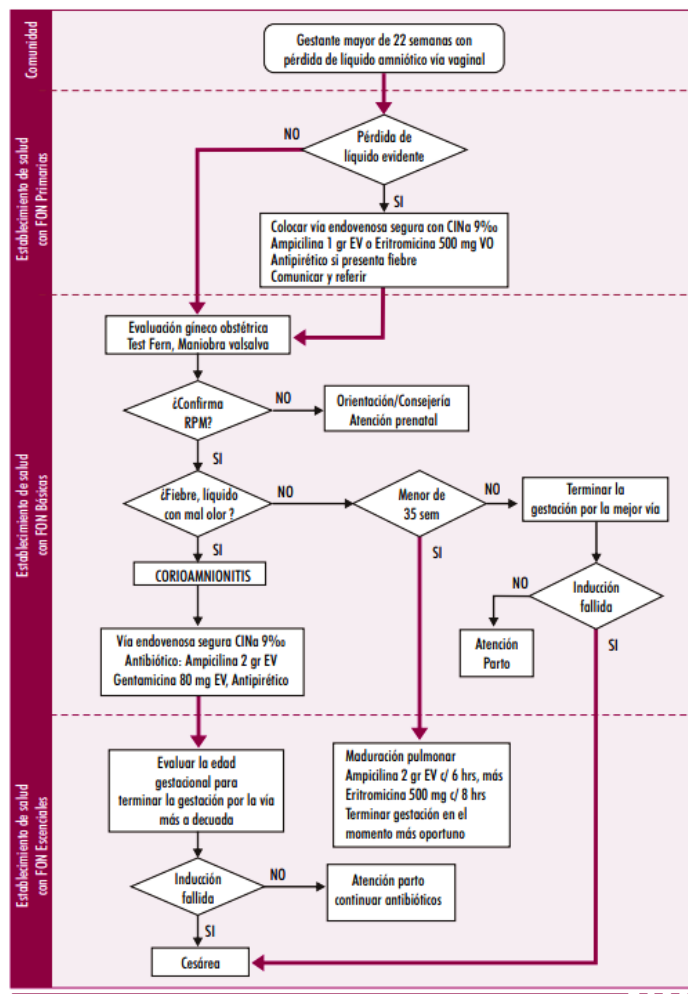 Comunidad
Gestante mayor de 22 semanas con
pérdida de líquido amniótico vía vaginal
Establecimiento de salud
con FON Primarias
NO
Pérdida de
líquido evidente
SI
Colocar vía endovenosa segura con ClNa 9‰
Ampicilina 1 gr EV o Eritromicina 500 mg VO
Antipirético si presenta fiebre
Comunicar y referir
Establecimiento de salud
con FON Básicas
Evaluación gíneco obstétrica
Test Fern, Maniobra valsalva
¿Confirma
RPM?
NO
Orientación/Consejería
Atención prenatal
SI
¿Fiebre, líquido
con mal olor ?
NO
Menor de
35 sem
NO
Terminar la
gestación por la mejor vía
SI
CORIOAMNIONITIS
SI
Inducción
fallida
NO
Atención
Parto
SI
Vía endovenosa segura ClNa 9‰
Antibiótico: Ampicilina 2 gr EV
Gentamicina 80 mg EV, Antipirético
Establecimiento de salud
con FON Escenciales
Evaluar la edad
gestacional para
terminar la gestación por la vía
más a decuada
Maduración pulmonar
Ampicilina 2 gr EV c/ 6 hrs, más
Eritromicina 500 mg c/ 8 hrs
Terminar gestación en el
momento más oportuno
Inducción
fallida
NO
Atención parto
continuar antibióticos
SI
Cesárea